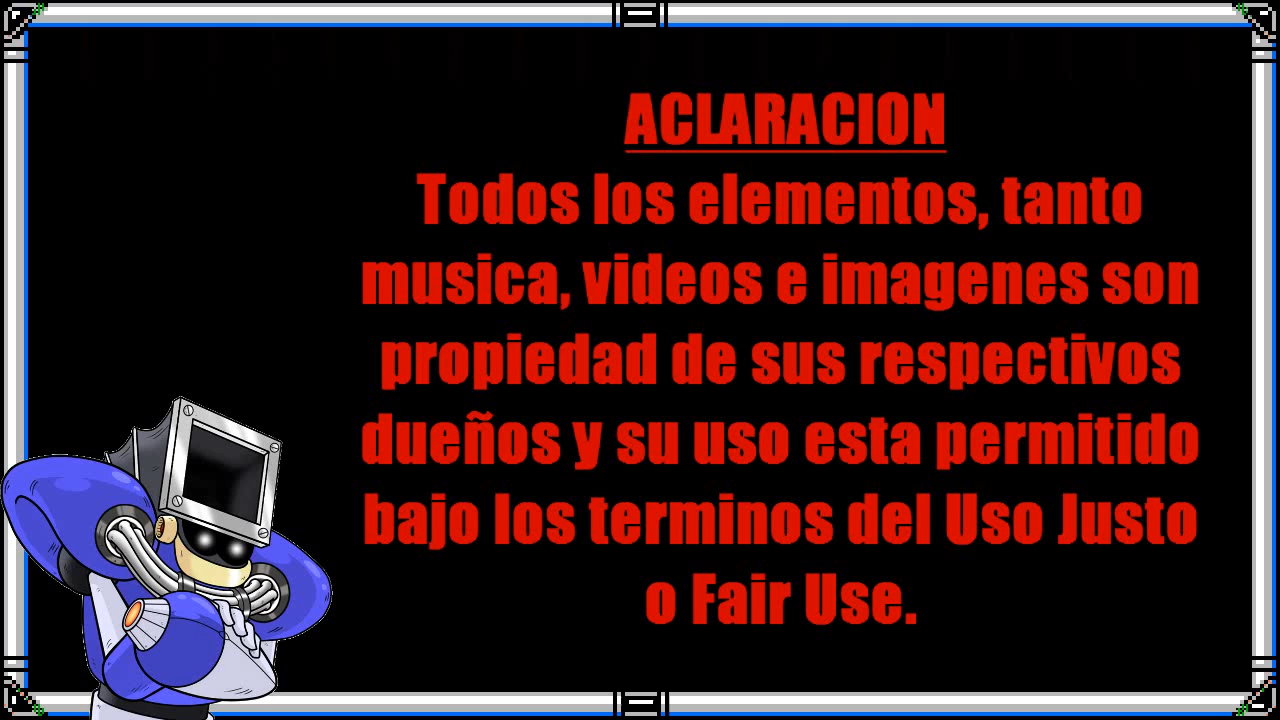 ACLARACION
Todos los elementos, tanto
musica, videos e imagenes son
propiedad de sus respectivos
dueños y su uso esta permitido
bajo los terminos del Uso Justo
o Fair Use.